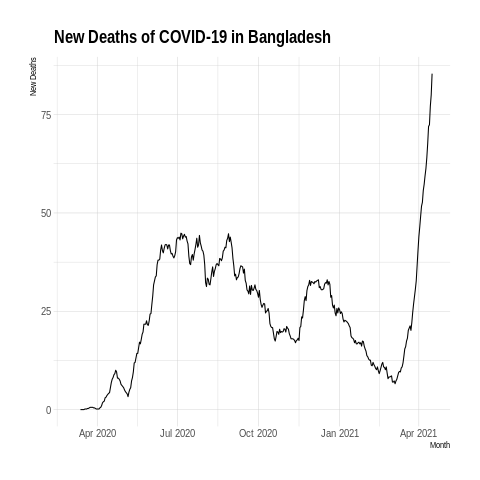 New Deaths of COVID-19 in Bangladesh
New Deaths
75
50
25
0
Apr 2020 Jul 2020 Oct 2020 Jan 2021 Apr 2021
Month